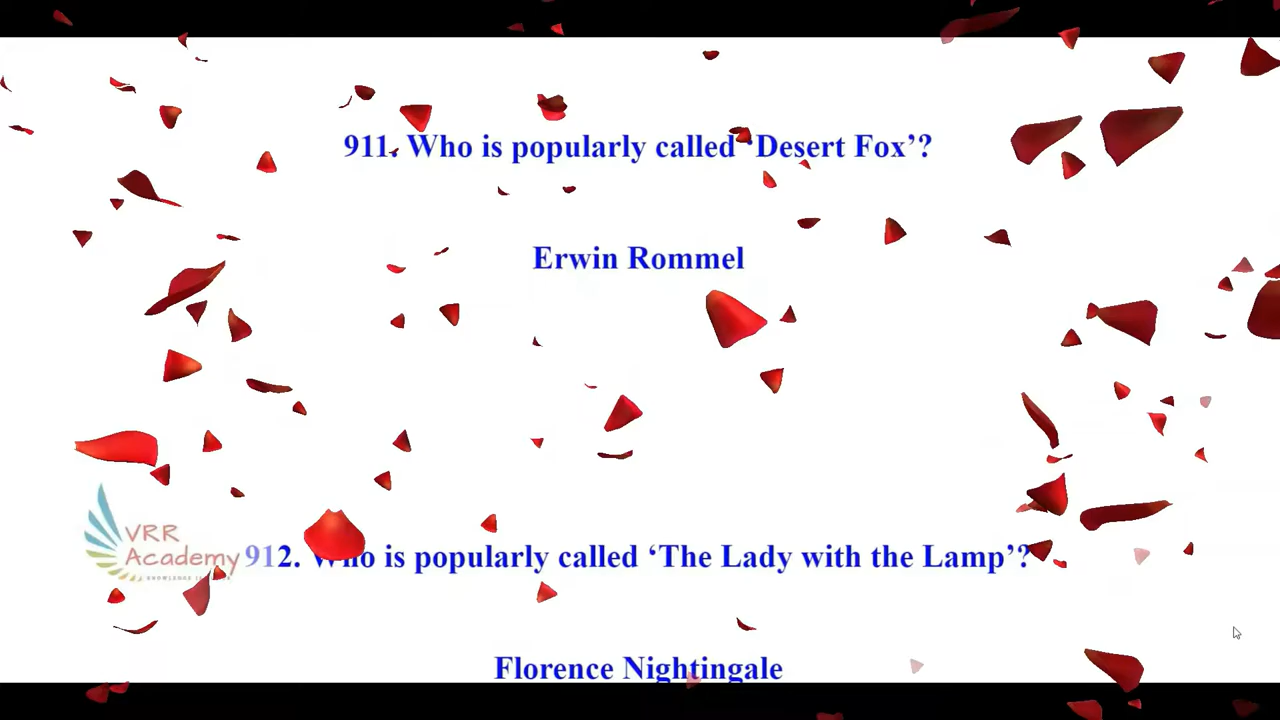 911. Who is popularly called ‘Desert Fox’?
Erwin Rommel
VRR
Academy
912. Who is popularly called ‘The Lady with the Lamp’?
Florence Nightingale